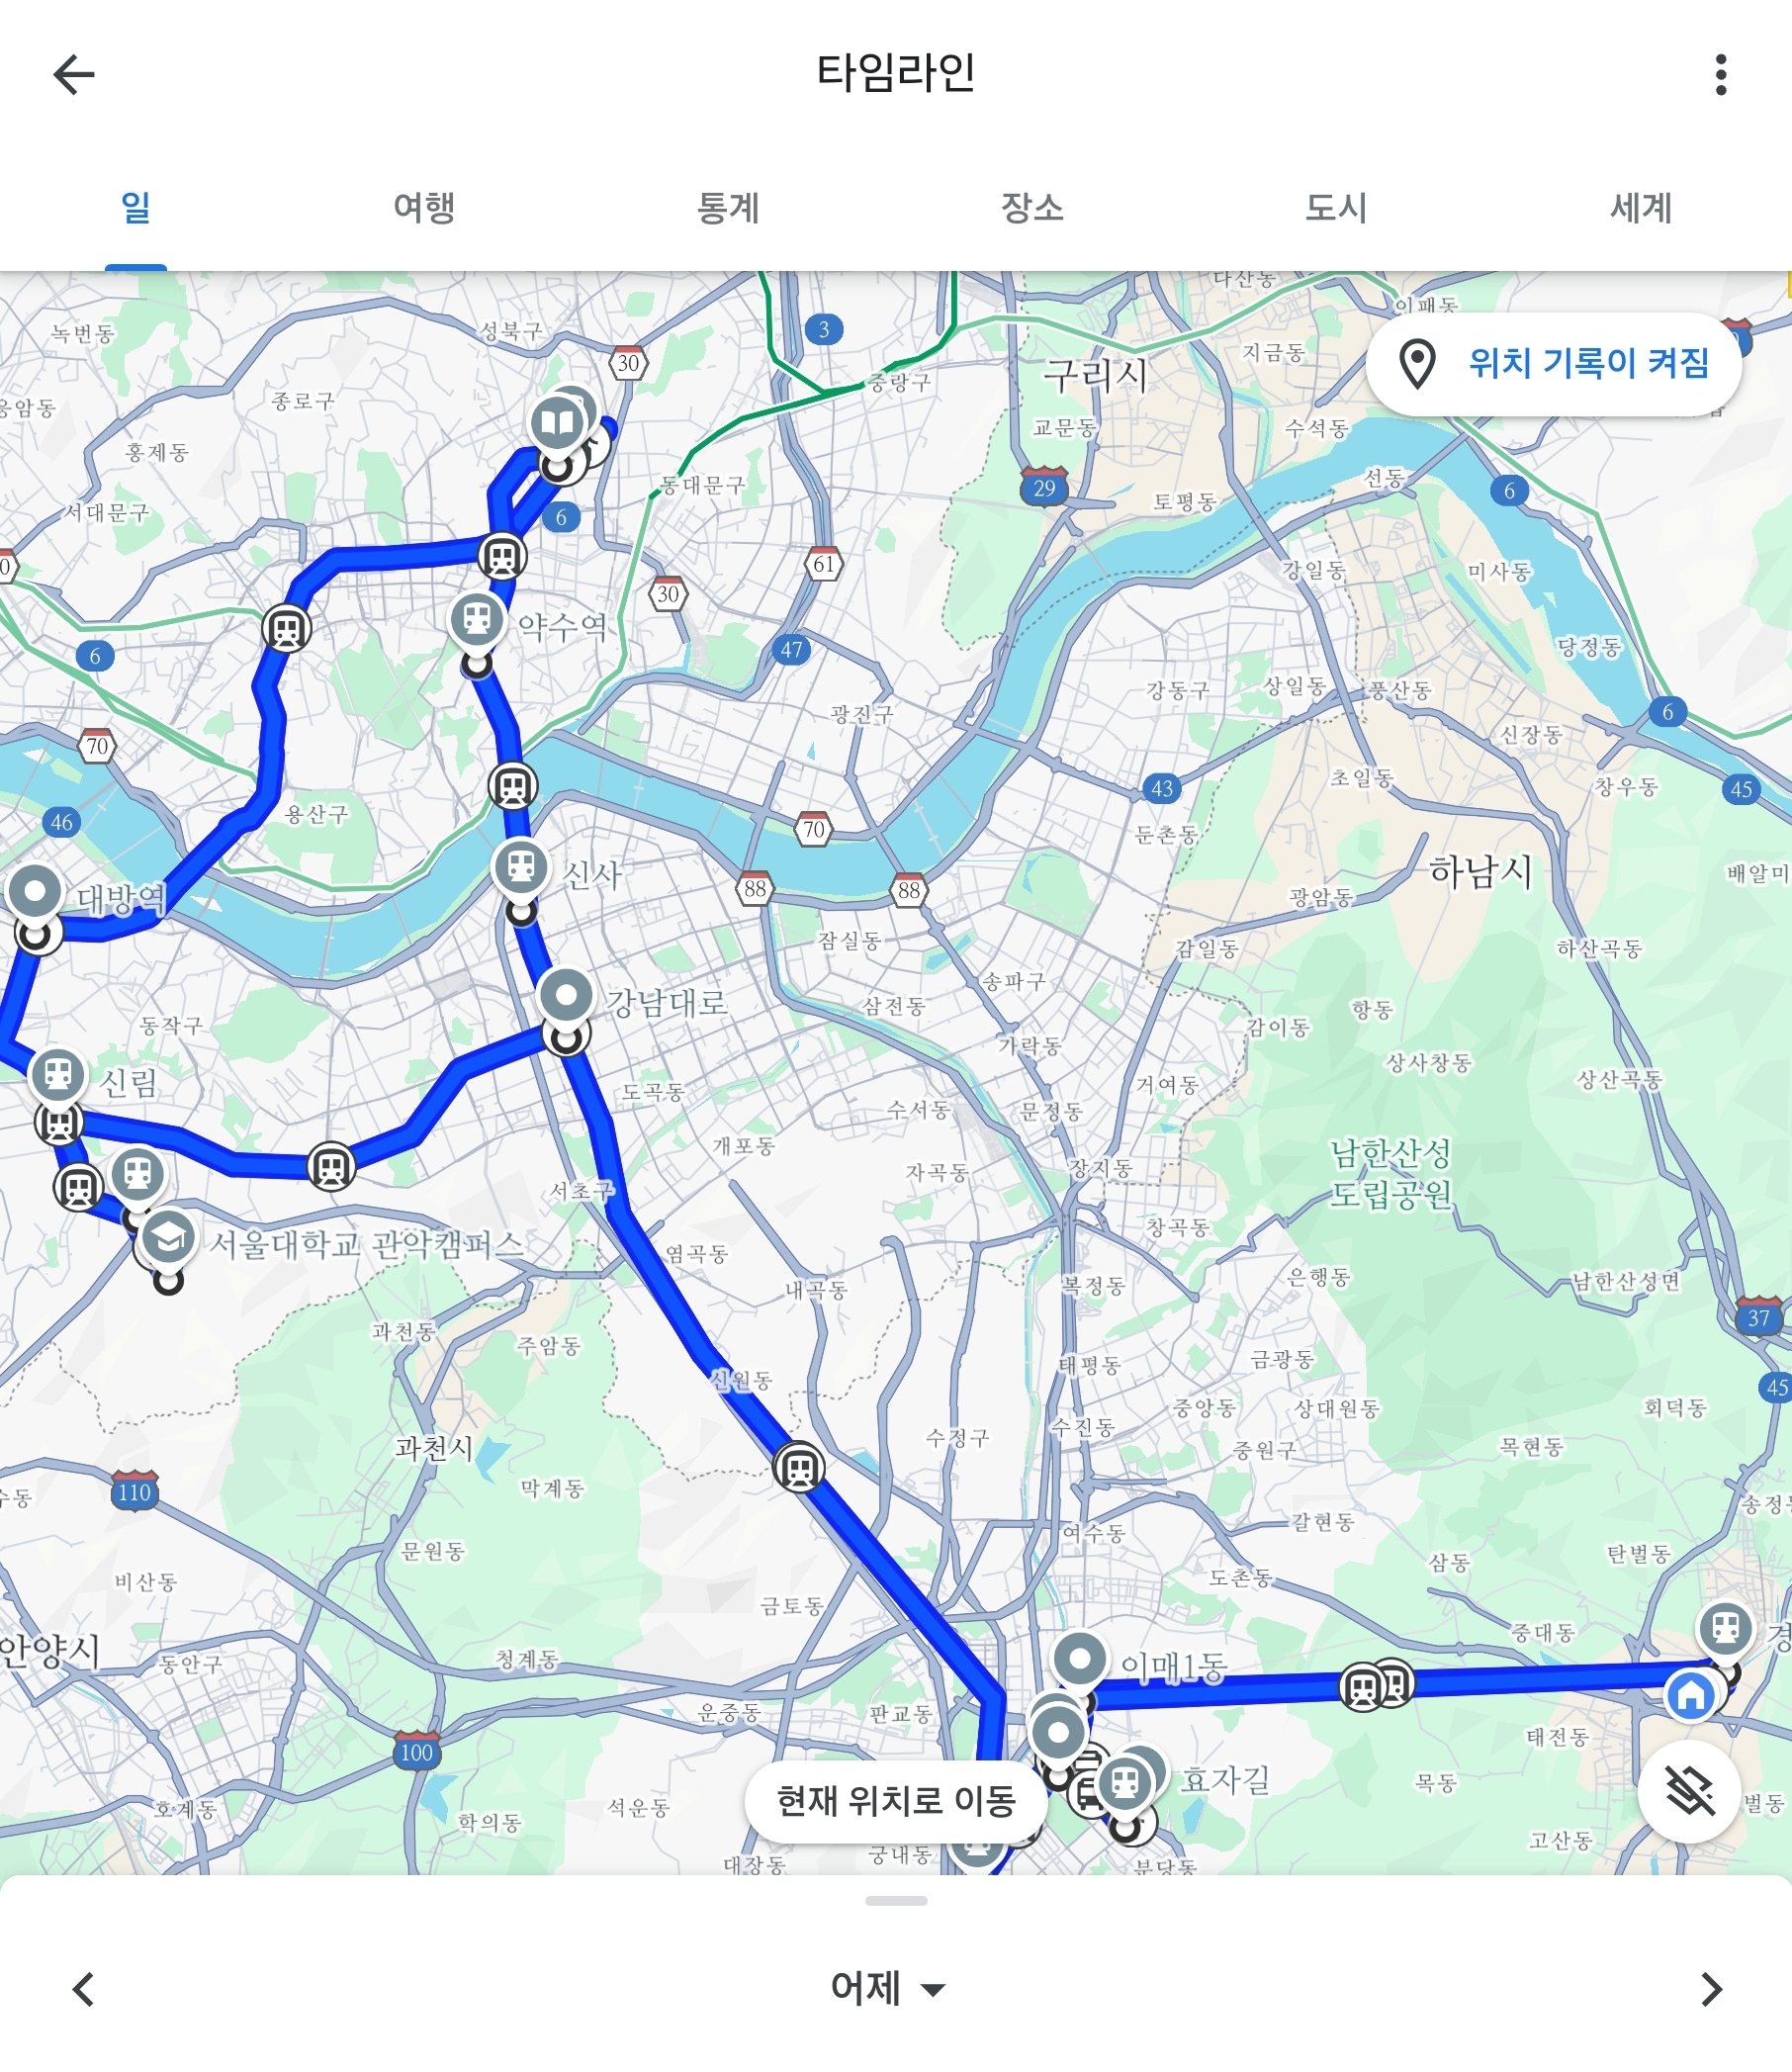 타임라인
일
여행
통계
장소
도시
세계
다산동
이패동
녹번동
성북구
3
지금동
위치 기록이 켜짐
30
중랑구
구리시
종로구
교문동
수석동
홍제동
동대문구
29
선동
6
서대문구
6
토평동
61
30
강일동
미사동
약수역
6
47
당정동
강동구
상일동
풍산동
광진구
6
70
신장동
초일동
창우동
43
45
46
용산구
70
둔촌동
대방역
신사
88
88
하남시
배알미
광암동
잠실동
감일동
하산곡동
송파구
강남대로
삼전동
항동
동작구
감이동
가락동
상사창동
신림
도곡동
거여동
상산곡동
수서동
문정동
개포동
자곡동
장지동
남한산성
도립공원
서초구
서울대학교 관악캠퍼스
염곡동
창곡동
내곡동
복정동
은행동
남한산성면
37
과천동
주암동
태평동
금광동
신원동
45
중앙동
상대원동
회덕동
과천시
수정구
수진동
중원구
목현동
110
막계동
송정동
여수동
갈현동
문원동
삼동
탄벌동
비산동
도촌동
금토동
안양시
동안구
청계동
이매1동
중대동
경
운중동
판교동
태전동
100
현재 위치로 이동
효자길
목동
호계동
학의동
석운동
벌동
대장동
궁내동
분당동
고산동
어제